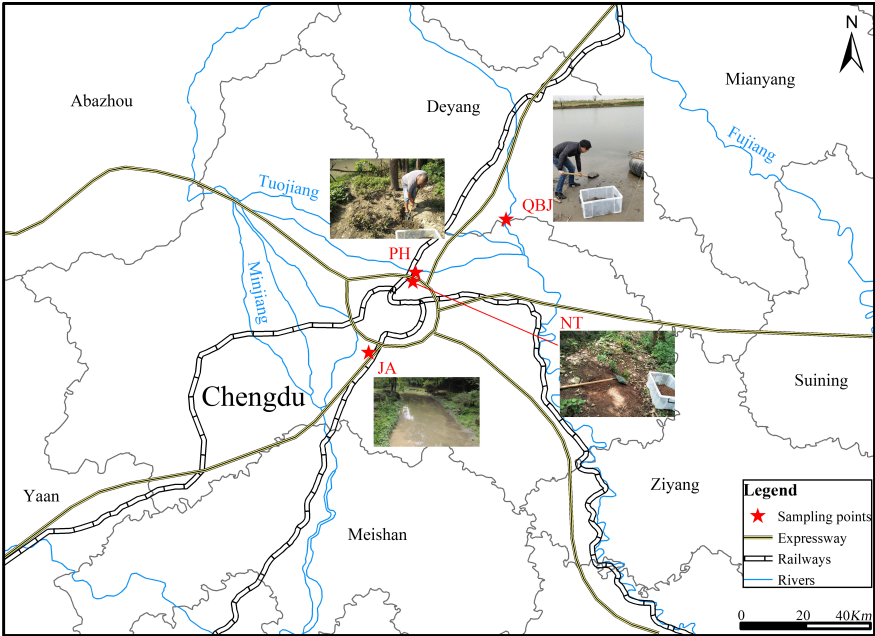 N
Abazhou
Deyang
Mianyang
Fujiang
Tuojiang
QBJ
PH
Minjiang
NT
JA
Chengdu
Suining
Yaan
Ziyang
Meishan
Legend
Sampling points
Expressway
Railways
Rivers
0 20 40Km